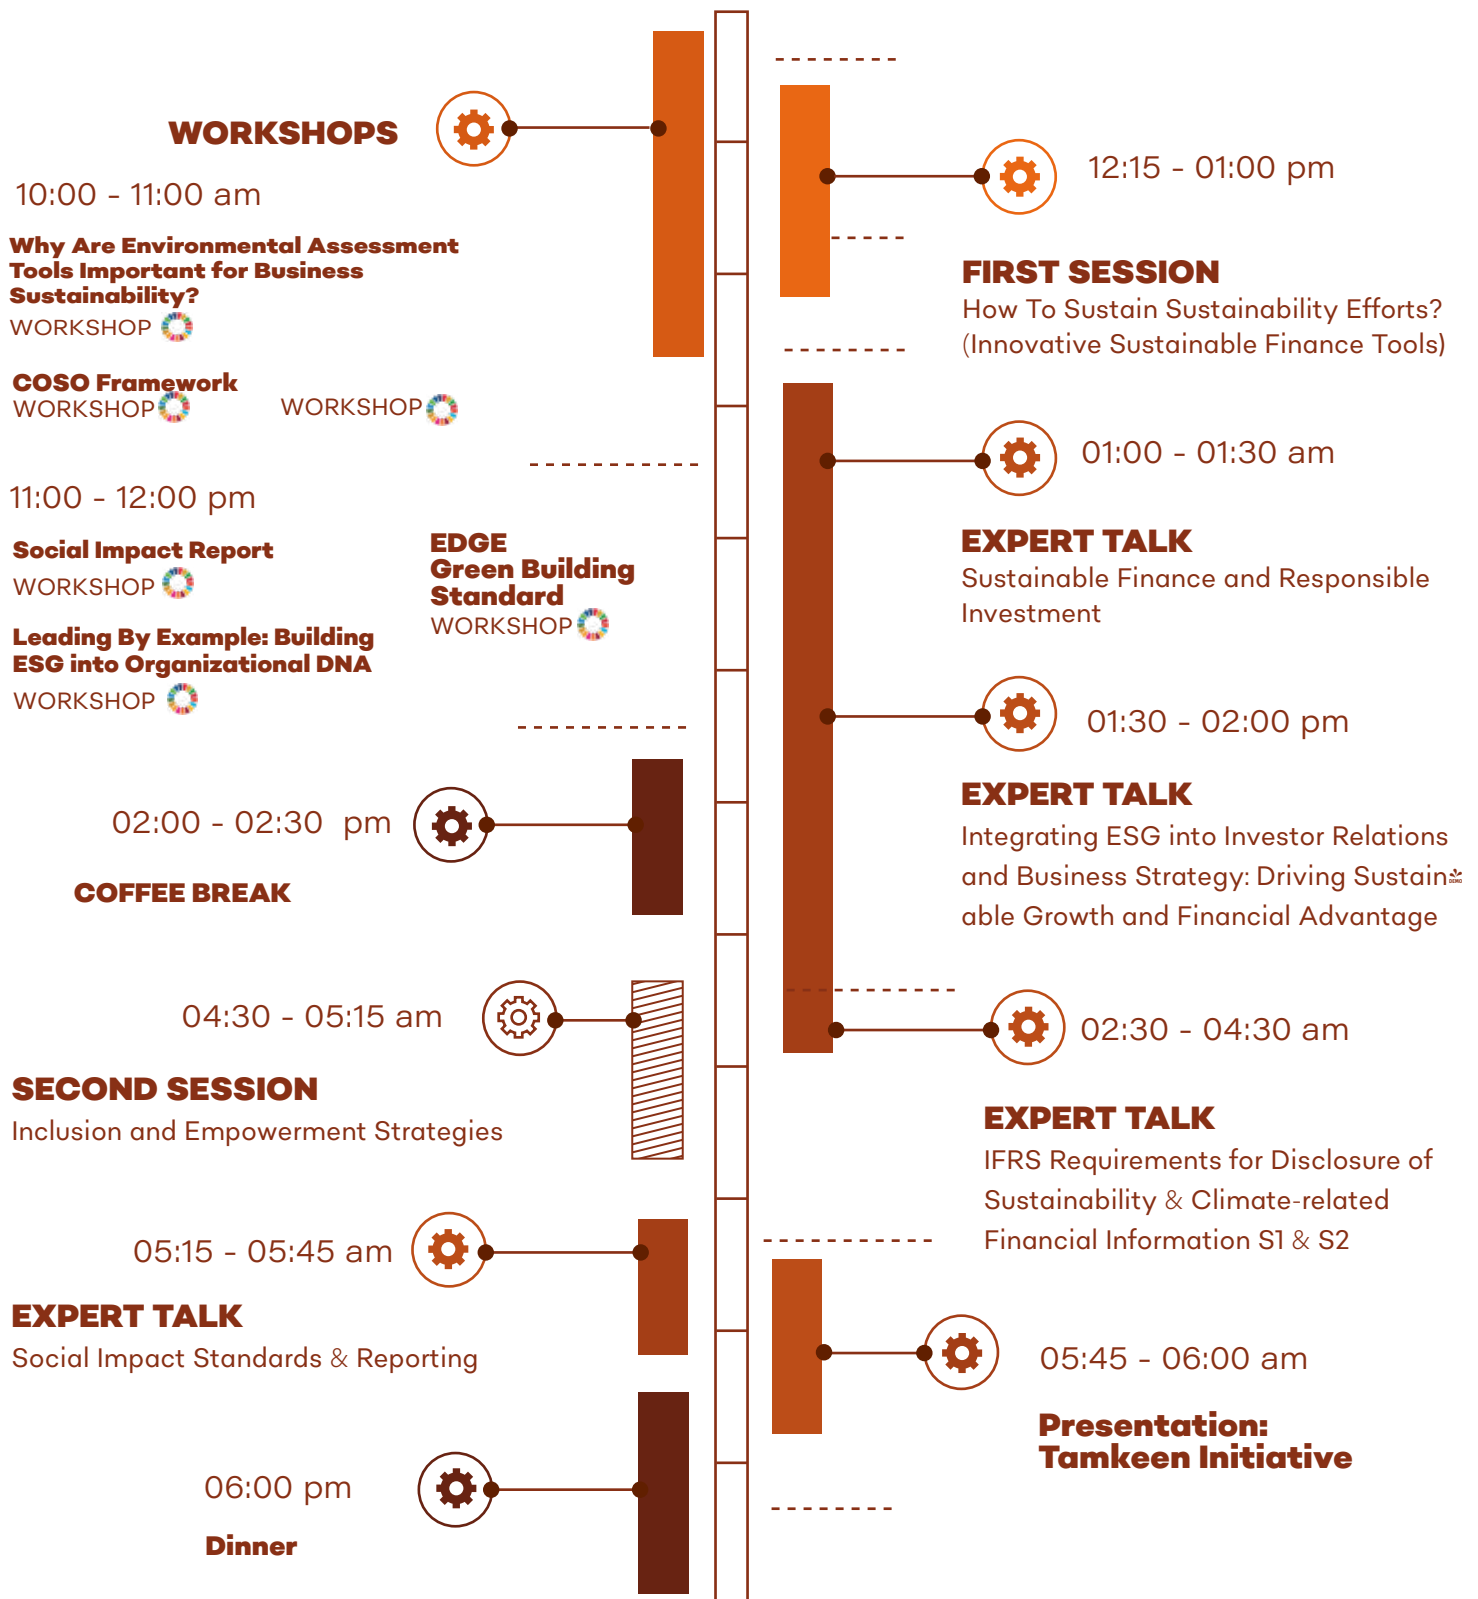 WORKSHOPS
10:00 - 11:00 am
Why Are Environmental Assessment
Tools Important for Business
Sustainability?
WORKSHOP
COSO Framework
WORKSHOP
WORKSHOP
11:00 - 12:00 pm
Social Impact Report
WORKSHOP
EDGE
Green Building
Standard
WORKSHOP
Leading By Example: Building
ESG into Organizational DNA
WORKSHOP
12:15 - 01:00 pm
FIRST SESSION
How To Sustain Sustainability Efforts?
(Innovative Sustainable Finance Tools)
01:00 - 01:30 am
EXPERT TALK
Sustainable Finance and Responsible
Investment
01:30 - 02:00 pm
EXPERT TALK
Integrating ESG into Investor Relations
and Business Strategy: Driving Sustain
able Growth and Financial Advantage
02:00 - 02:30 pm
COFFEE BREAK
02:30 - 04:30 am
EXPERT TALK
IFRS Requirements for Disclosure of
Sustainability & Climate-related
Financial Information S1 & S2
04:30 - 05:15 am
SECOND SESSION
Inclusion and Empowerment Strategies
05:15 - 05:45 am
EXPERT TALK
Social Impact Standards & Reporting
05:45 - 06:00 am
Presentation:
Tamkeen Initiative
06:00 pm
Dinner